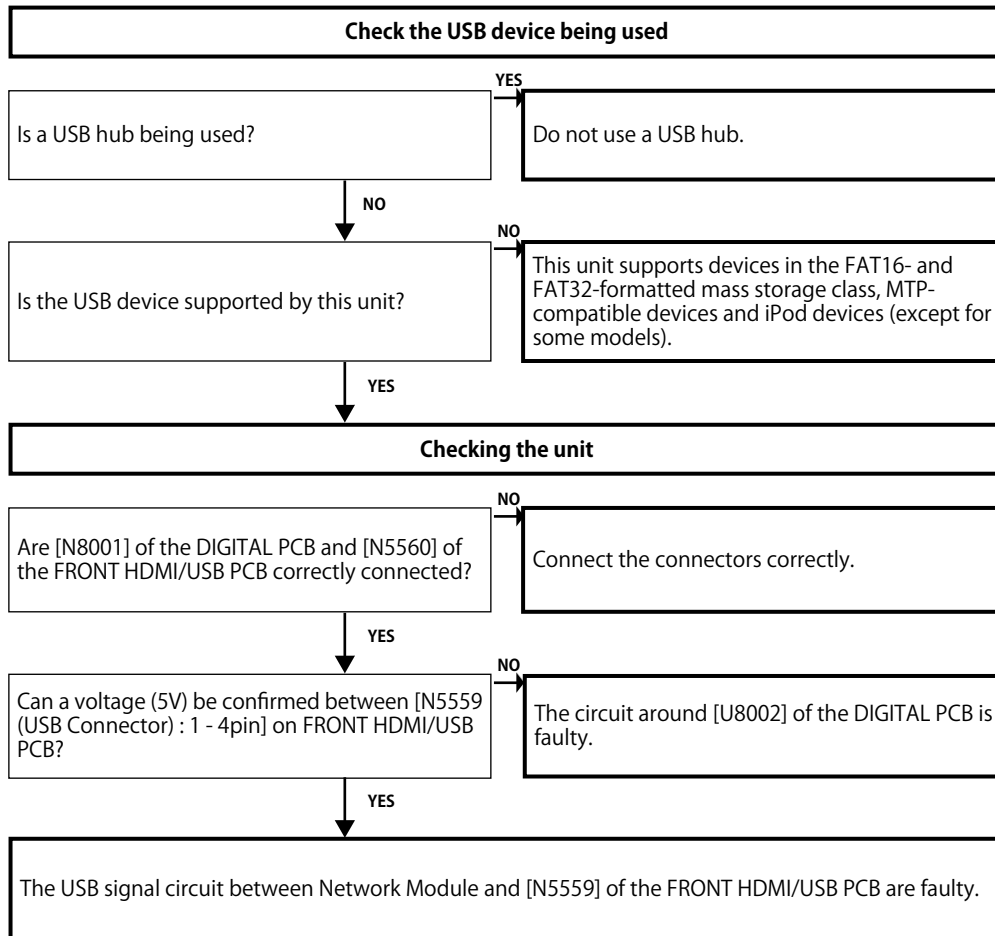 Check the USB device being used
YES
Is a USB hub being used?
Do not use a USB hub.
NO
NO
Is the USB device supported by this unit?
This unit supports devices in the FAT16- and
FAT32-formatted mass storage class, MTP-
compatible devices and iPod devices (except for
some models).
YES
Checking the unit
NO
Are [N8001] of the DIGITAL PCB and [N5560] of
the FRONT HDMI/USB PCB correctly connected?
Connect the connectors correctly.
YES
NO
Can a voltage (5V) be confirmed between [N5559
(USB Connector) : 1 - 4pin] on FRONT HDMI/USB
PCB?
The circuit around [U8002] of the DIGITAL PCB is
faulty.
YES
The USB signal circuit between Network Module and [N5559] of the FRONT HDMI/USB PCB are faulty.